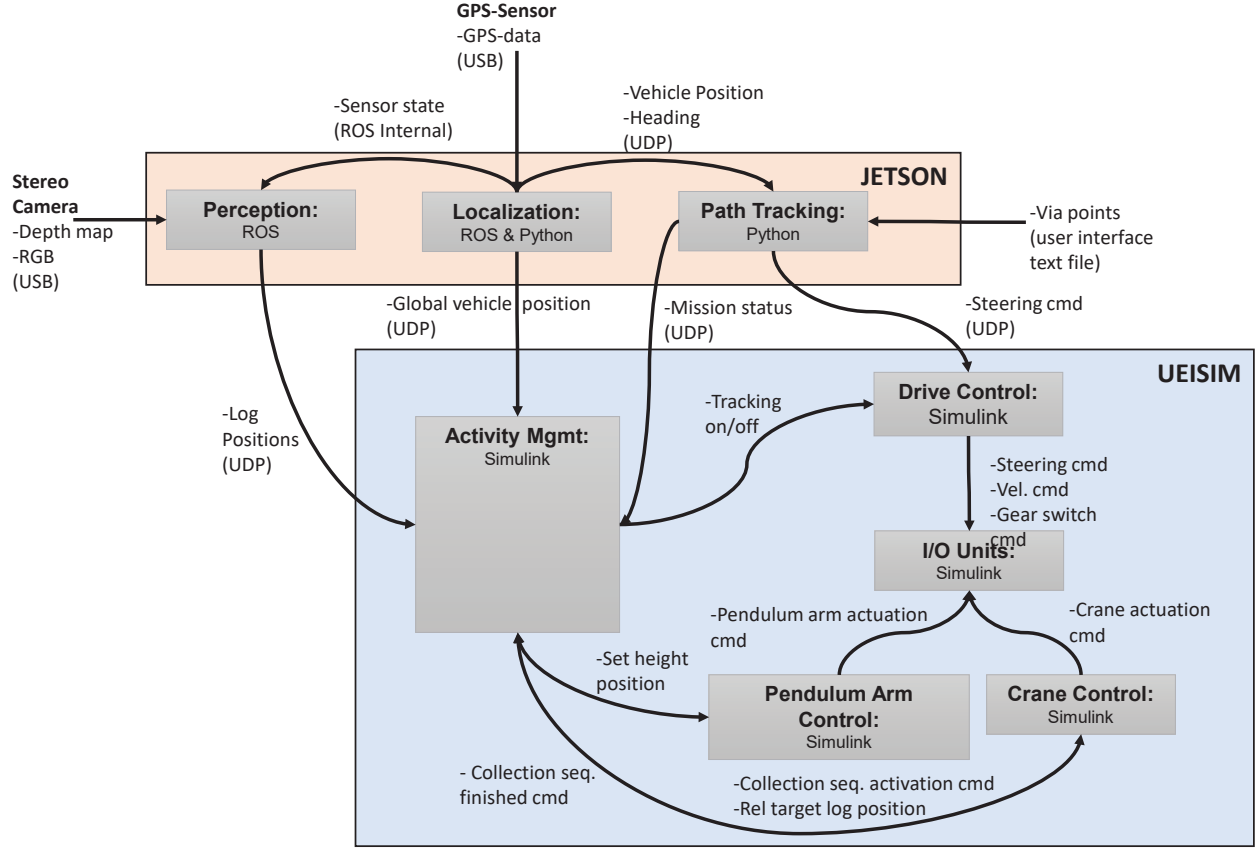 GPS-Sensor
-GPS-data
(USB)
-Sensor state
(ROS Internal)
-Vehicle Position
-Heading
(UDP)
JETSON
Stereo
Camera
-Depth map
-RGB
(USB)
Perception:
ROS
Localization:
ROS & Python
Path Tracking:
Python
-Via points
(user interface
text file)
-Global vehicle position
(UDP)
-Mission status
(UDP)
-Steering cmd
(UDP)
UEISIM
-Log
Positions
(UDP)
Activity Mgmt:
Simulink
-Tracking
on/off
Drive Control:
Simulink
-Steering cmd
-Vel. cmd
-Gear switch
cmd
I/O Units:
Simulink
-Pendulum arm actuation
cmd
-Crane actuation
cmd
-Set height
position
Pendulum Arm
Control:
Simulink
Crane Control:
Simulink
- Collection seq.
finished cmd
-Collection seq. activation cmd
-Rel target log position